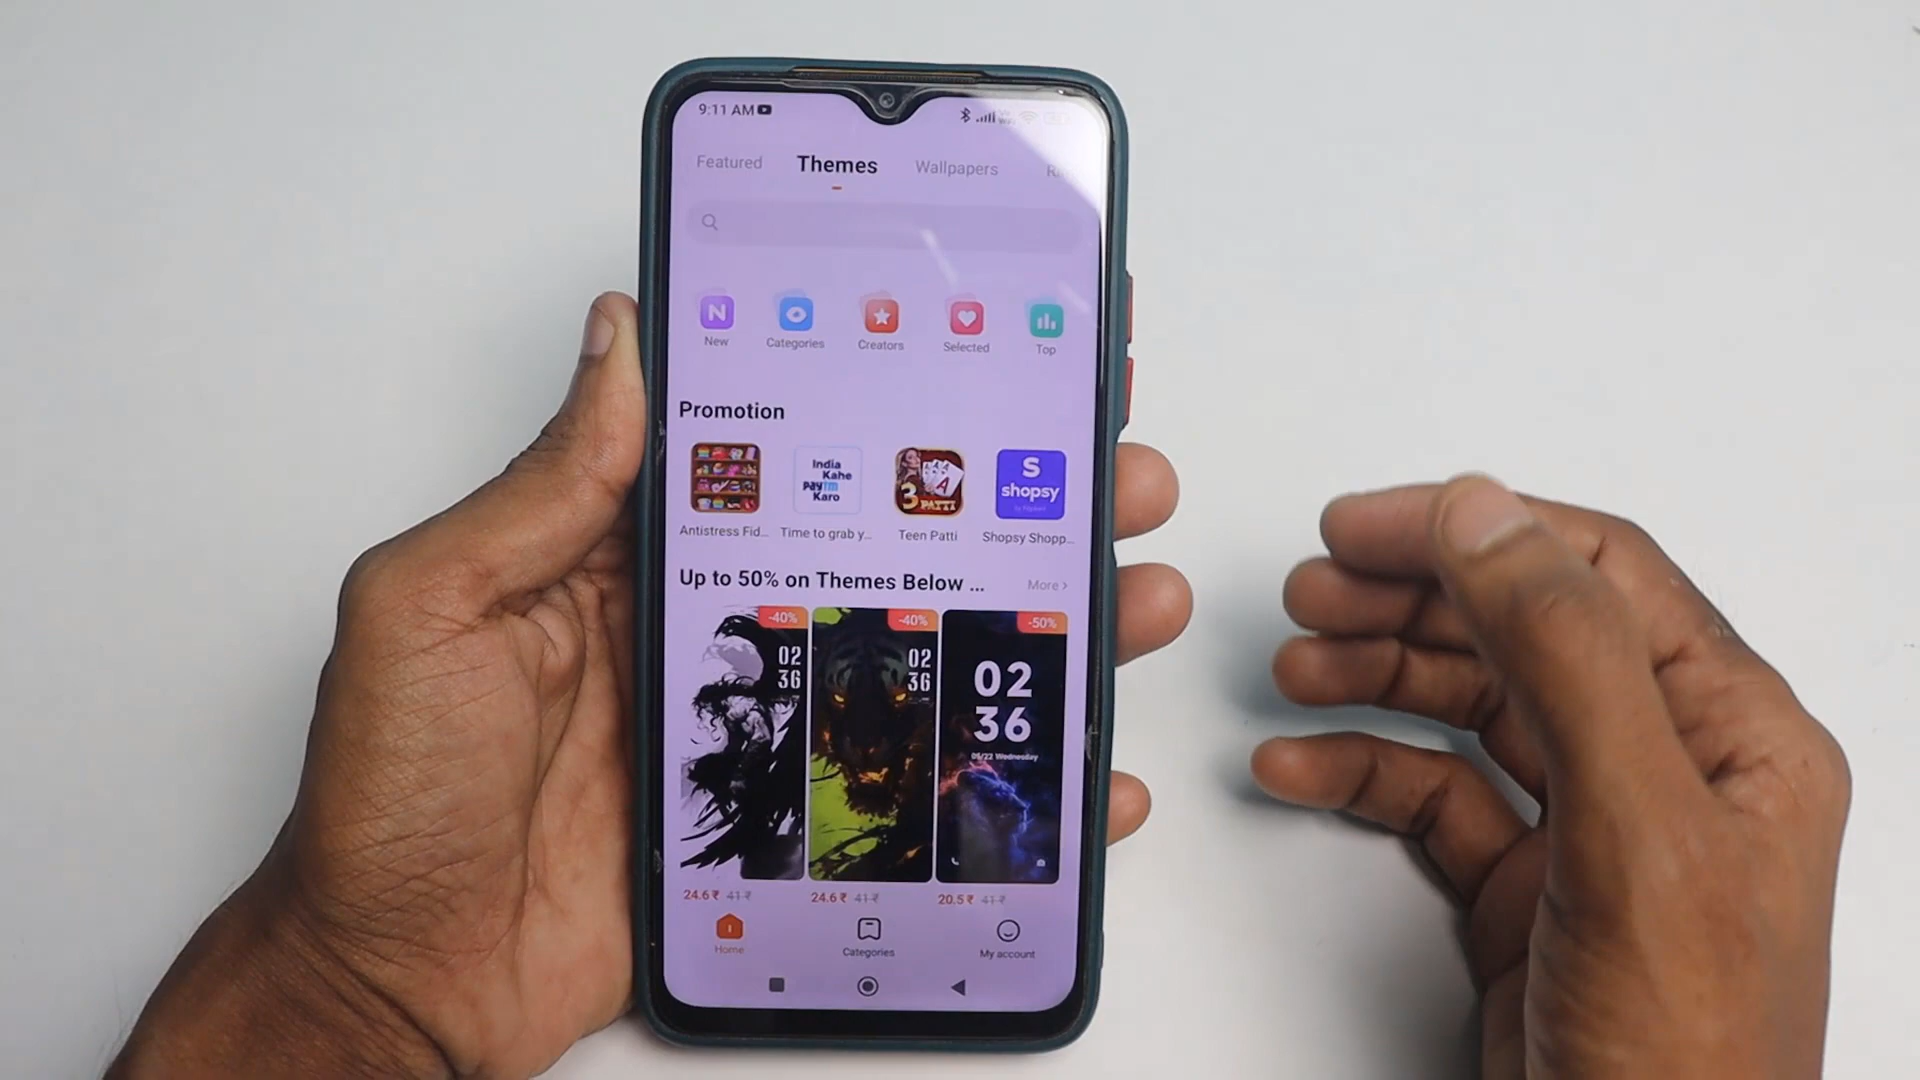 9:11 AM
Featured Themes Wallpapers
N
New Categories Creators Selected Top
Promotion
India
Kahe
paytm
Karo
3 PATTI
A
S
shopsy
Antistress Fid... Time to grab y... Teen Patti Shopsy Shopp...
Up to 50% on Themes Below ... More >
-40% -40% -50%
02
36
02
36
02
36
05/22 Wednesday
24.6 ₹ 41 ₹ 24.6 ₹ 41 ₹ 20.5 ₹ 41 ₹
Home Categories My account